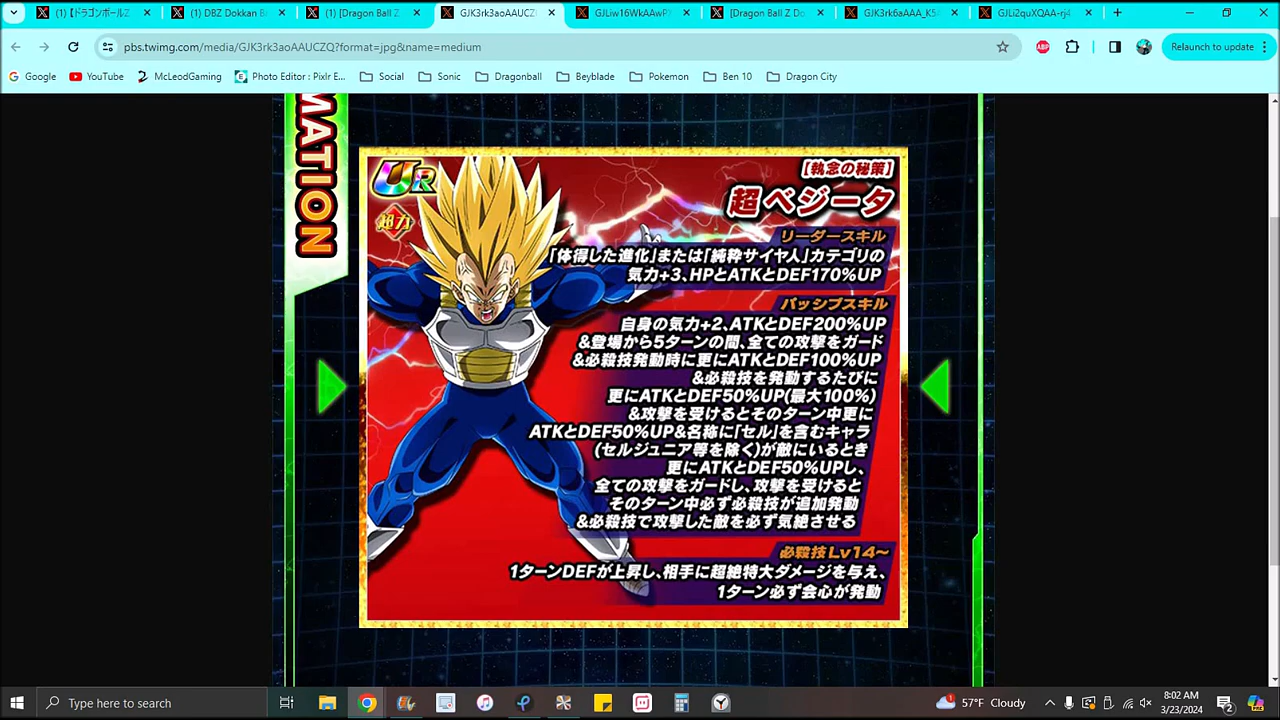 (1) 【ドラゴンボールZ
(1) DBZ Dokkan B
(1) [Dragon Ball Z
GJK3rk3aoAAUCZ
GJLiw16WkAAwP
[Dragon Ball Z Do
GJK3rk6aAAA_K5
GJLi2quXQAA-rj4
pbs.twimg.com/media/GJK3rk3aoAAUCZQ?format=jpg&name=medium
ABP
Relaunch to update
Google
YouTube
McLeodGaming
Photo Editor : Pixlr E...
Social
Sonic
Dragonball
Beyblade
Pokemon
Ben 10
Dragon City
MATION
UR
超力
[執念の秘策]
超ベジータ
リーダースキル
「体得した進化」または「純粋サイヤ人」カテゴリの
気力+3、HPとATKとDEF170%UP
パッシブスキル
自身の気力+2、ATKとDEF200%UP
&登場から5ターンの間、全ての攻撃をガード
&必殺技発動時に更にATKとDEF100%UP
&必殺技を発動するたびに
更にATKとDEF50%UP(最大100%)
&攻撃を受けるとそのターン中更に
ATKとDEF50%UP&名称に「セル」を含むキャラ
(セルジュニア等を除く)が敵にいるとき
更にATKとDEF50%UPし、
全ての攻撃をガードし、攻撃を受けると
そのターン中必ず必殺技が追加発動
&必殺技で攻撃した敵を必ず気絶させる
必殺技Lv14~
1ターンDEFが上昇し、相手に超絶特大ダメージを与え、
1ターン必ず会心が発動
Type here to search
1
57°F Cloudy
8:02 AM
3/23/2024
2